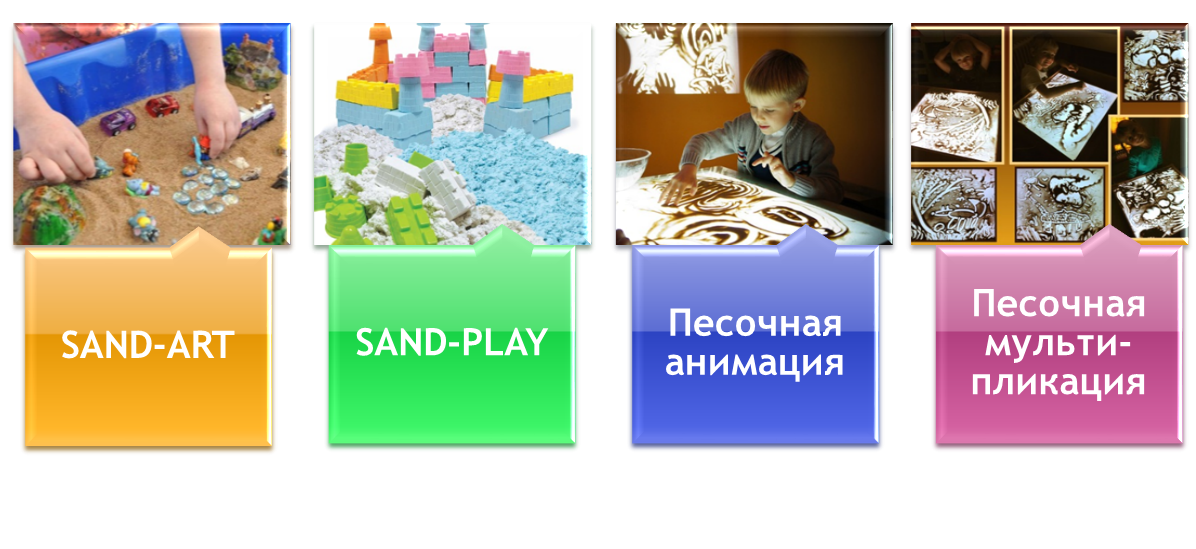 SAND-ART
SAND-PLAY
Песочная
анимация
Песочная
мульти-
пликация